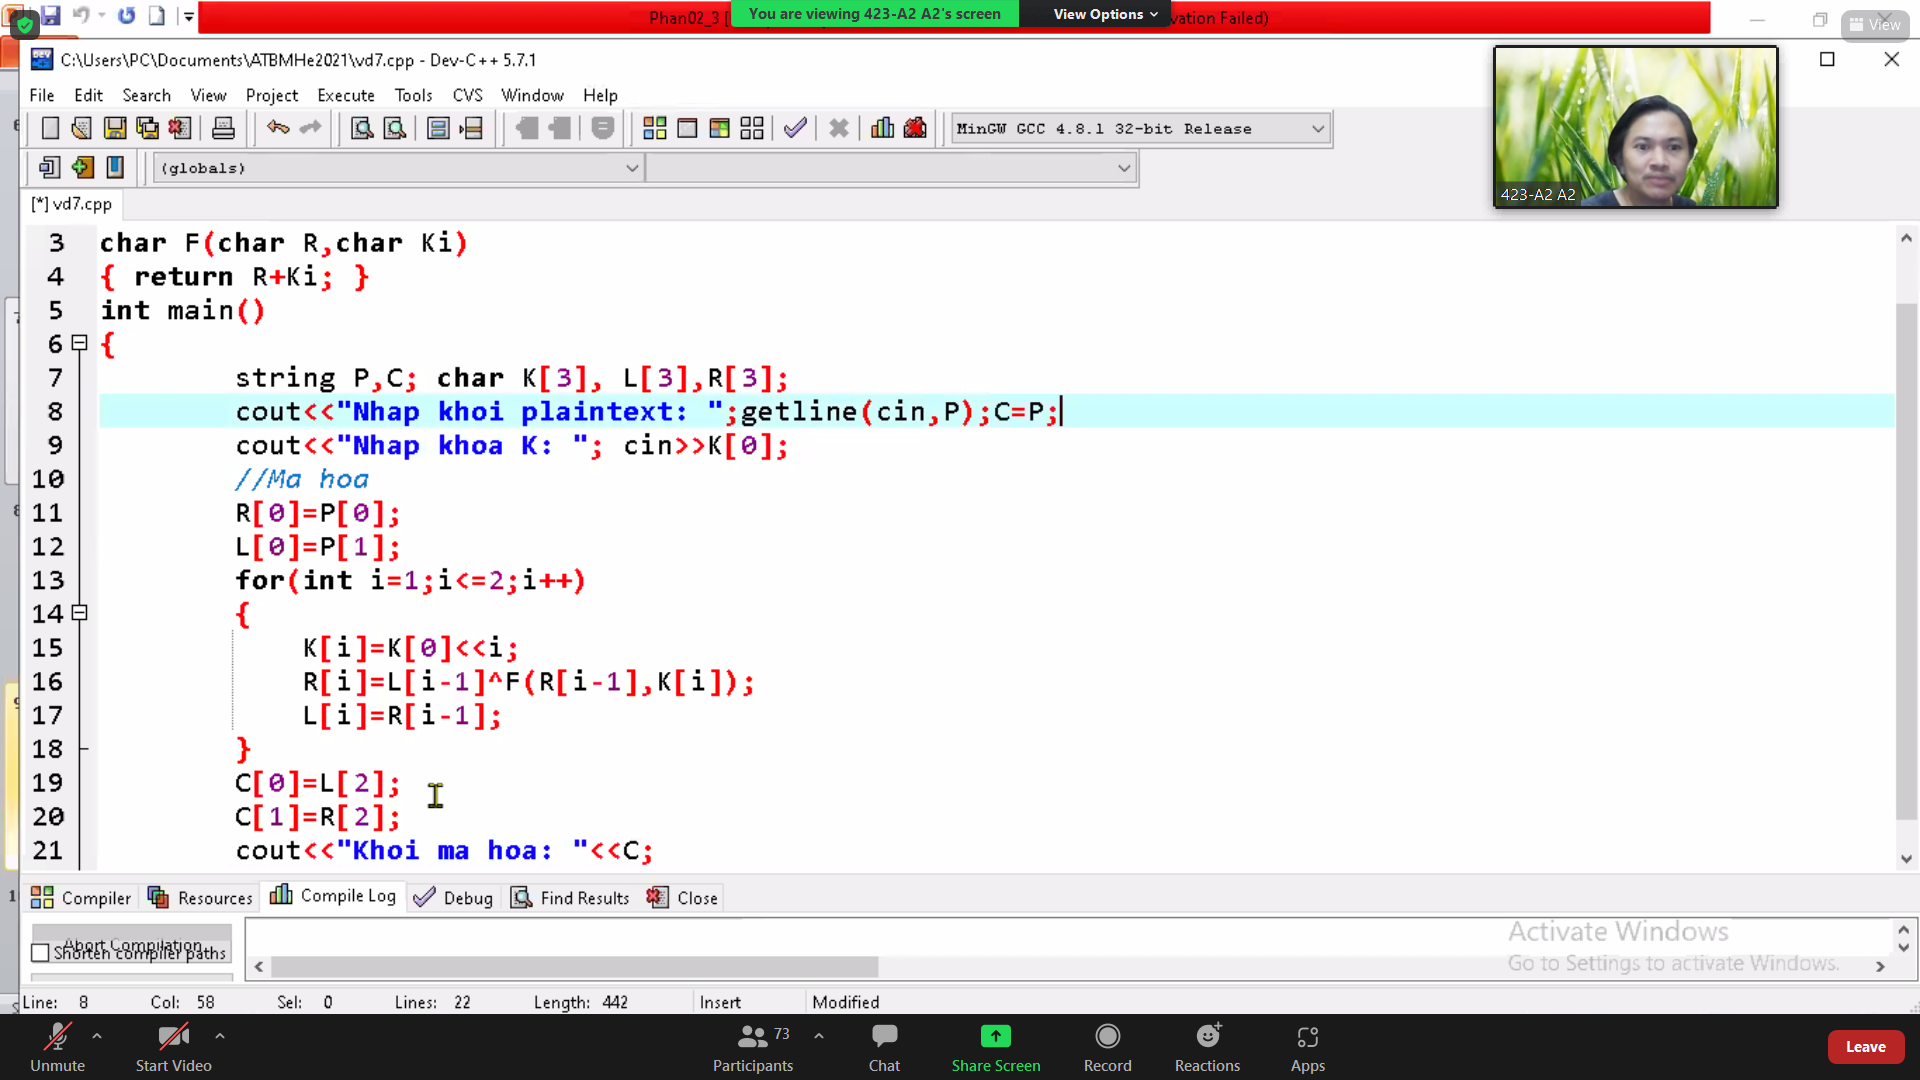 Phan02_3 [
You are viewing 423-A2 A2's screen
View Options
vation Failed)
View
C:\Users\PC\Documents\ATBMHe2021\vd7.cpp - Dev-C++ 5.7.1
File Edit Search View Project Execute Tools CVS Window Help
MinGW GCC 4.8.1 32-bit Release
(globals)
423-A2 A2
[*] vd7.cpp
3 char F(char R,char Ki)
4 { return R+Ki; }
5 int main()
6 {
7 string P,C; char K[3], L[3],R[3];
8 cout<<"Nhap khoi plaintext: ";getline(cin,P);C=P;
9 cout<<"Nhap khoa K: "; cin>>K[0];
10 //Ma hoa
11 R[0]=P[0];
12 L[0]=P[1];
13 for(int i=1;i<=2;i++)
14 {
15 K[i]=K[0]<<i;
16 R[i]=L[i-1]^F(R[i-1],K[i]);
17 L[i]=R[i-1];
18 }
19 C[0]=L[2];
20 C[1]=R[2];
21 cout<<"Khoi ma hoa: "<<C;
Compiler Resources Compile Log Debug Find Results Close
Abort Compilation
Shorten compiler paths
Activate Windows
Go to Settings to activate Windows.
Line: 8 Col: 58 Sel: 0 Lines: 22 Length: 442 Insert Modified
Unmute Start Video Participants 73 Chat Share Screen Record Reactions Apps Leave